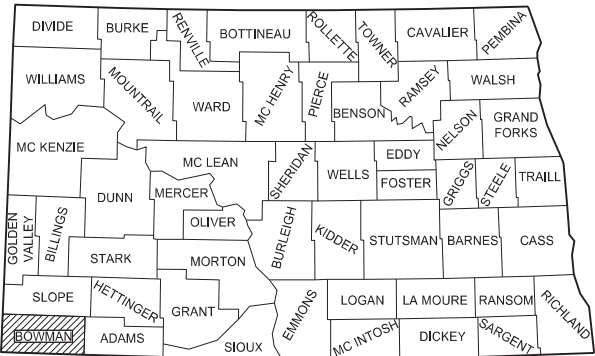 DIVIDE
BURKE
RENVILLE
BOTTINEAU
ROLLETTE
TOWNER
CAVALIER
PEMBINA
WILLIAMS
MOUNTRAIL
WARD
MC HENRY
PIERCE
BENSON
RAMSEY
WALSH
MC KENZIE
NELSON
GRAND
FORKS
MC LEAN
SHERIDAN
WELLS
EDDY
FOSTER
GRIGGS
STEELE
TRAILL
DUNN
MERCER
OLIVER
GOLDEN
VALLEY
BILLINGS
BURLEIGH
KIDDER
STUTSMAN
BARNES
CASS
STARK
MORTON
SLOPE
HETTINGER
GRANT
EMMONS
LOGAN
LA MOURE
RANSOM
RICHLAND
BOWMAN
ADAMS
SIOUX
MC INTOSH
DICKEY
SARGENT